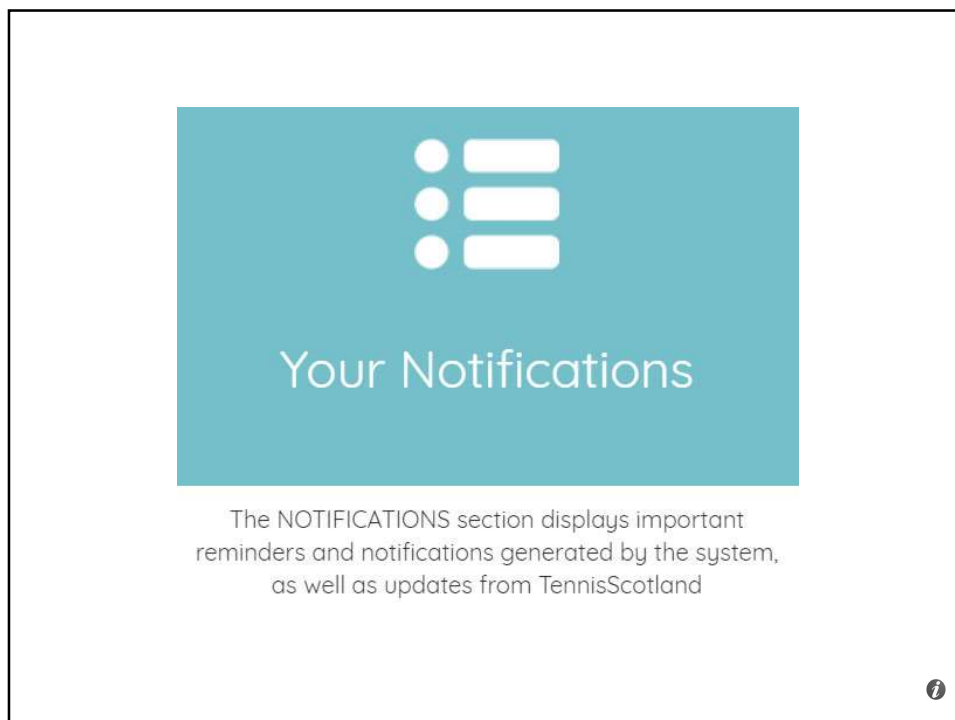 Your Notifications
The NOTIFICATIONS section displays important
reminders and notifications generated by the system,
as well as updates from TennisScotland